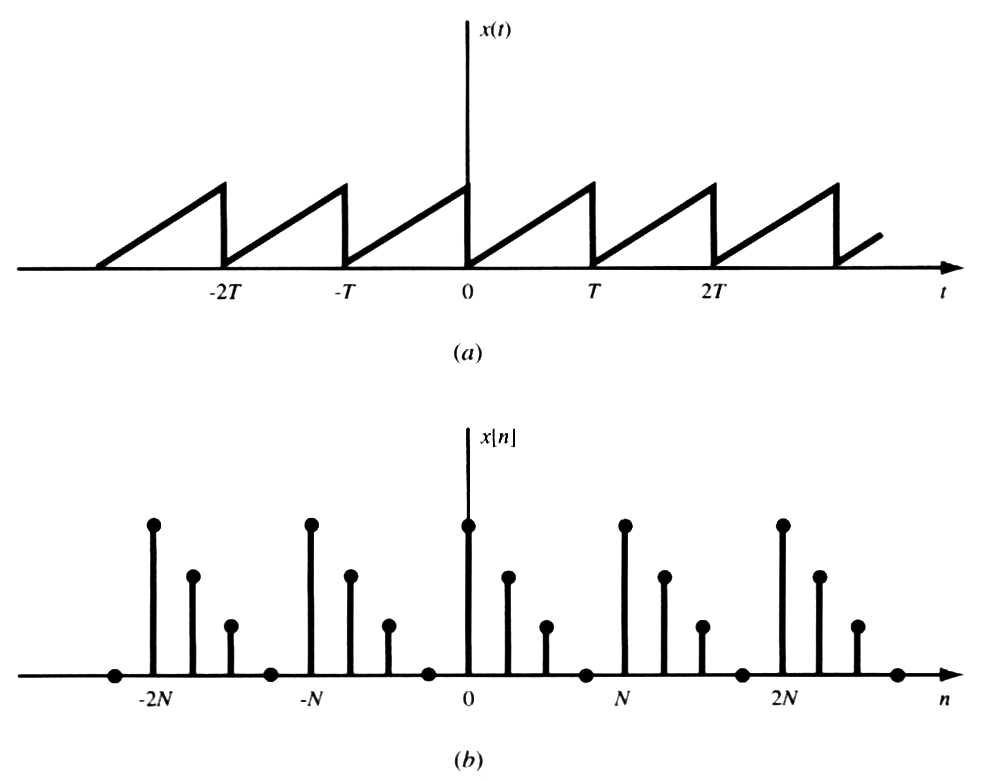 x(t)
-2T -T 0 T 2T t
(a)
x[n]
-2N -N 0 N 2N n
(b)